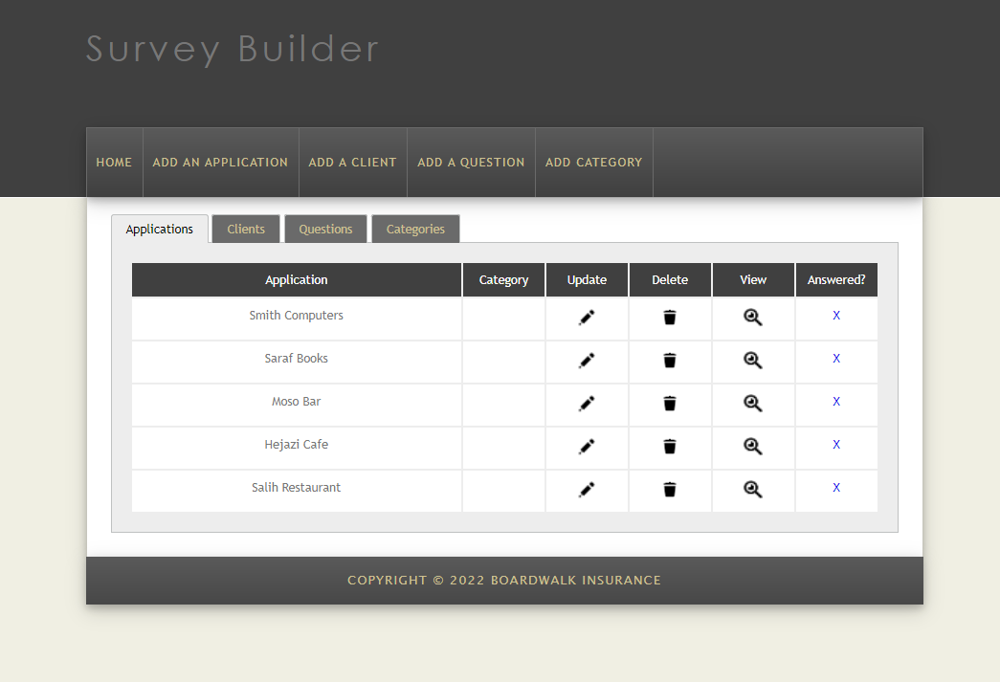 Survey Builder
HOME ADD AN APPLICATION ADD A CLIENT ADD A QUESTION ADD CATEGORY
Applications Clients Questions Categories
Application Category Update Delete View Answered?
Smith Computers X
Saraf Books X
Moso Bar X
Hejazi Cafe X
Salih Restaurant X
COPYRIGHT © 2022 BOARDWALK INSURANCE